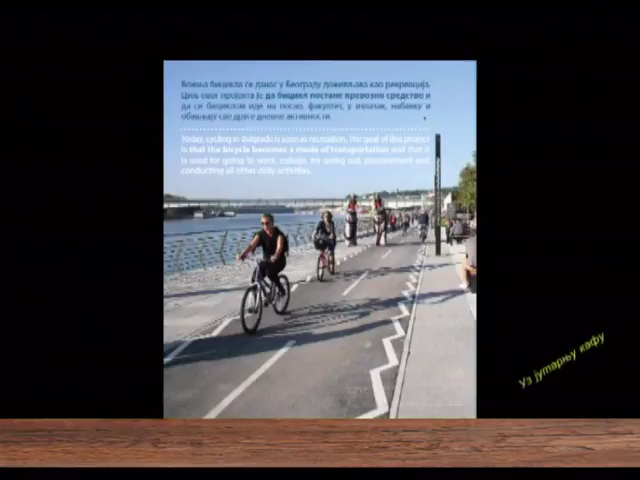 Вожња бицикла се данас у Београду доживљава као рекреација.
Циљ овог пројекта је да бицикл постане превозно средство и
да се бициклом иде на посао, факултет, у излазак, набавку и
обављају све друге дневне активности.
Today, cycling in Belgrade is seen as recreation, the goal of this project
is that the bicycle becomes a mode of transportation and that it
is used for going to work, college, for going out, procurement and
conducting all other daily activities.
Уз јутарњу кафу